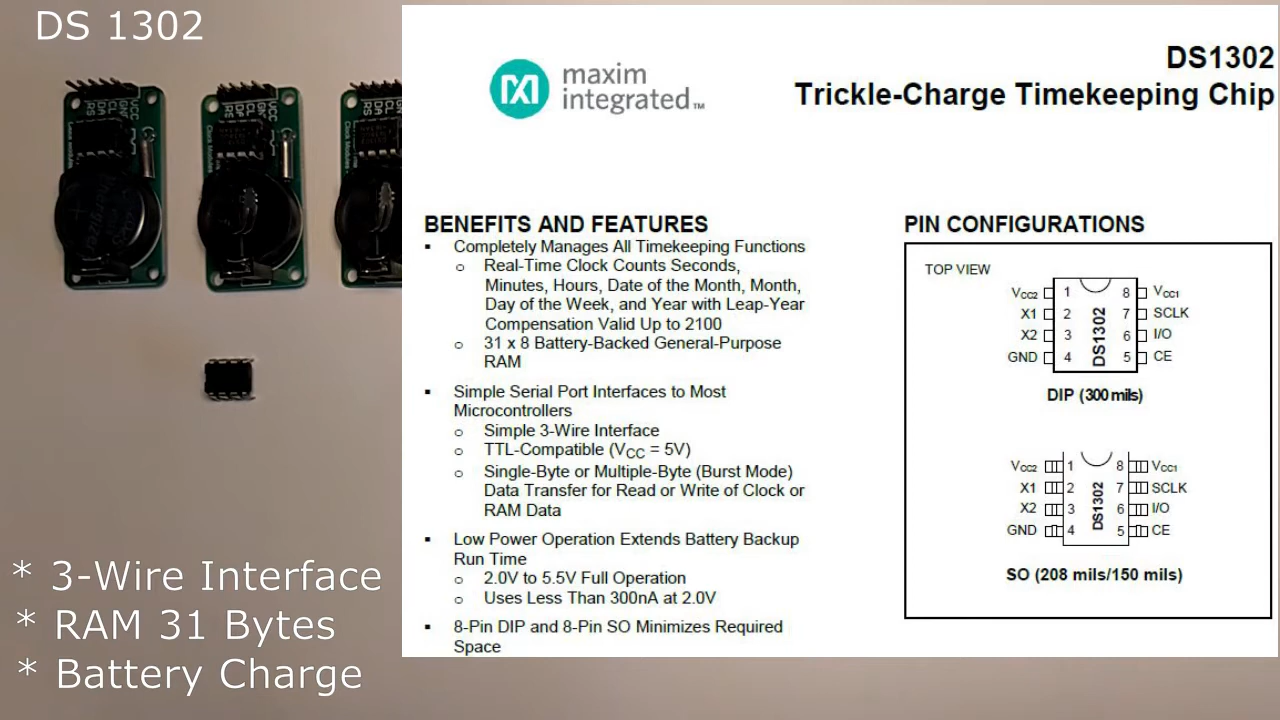 DS 1302
maxim
integrated™
DS1302
Trickle-Charge Timekeeping Chip
BENEFITS AND FEATURES
▪ Completely Manages All Timekeeping Functions
o Real-Time Clock Counts Seconds,
Minutes, Hours, Date of the Month, Month,
Day of the Week, and Year with Leap-Year
Compensation Valid Up to 2100
o 31 x 8 Battery-Backed General-Purpose
RAM
▪ Simple Serial Port Interfaces to Most
Microcontrollers
o Simple 3-Wire Interface
o TTL-Compatible (VCC = 5V)
o Single-Byte or Multiple-Byte (Burst Mode)
Data Transfer for Read or Write of Clock or
RAM Data
▪ Low Power Operation Extends Battery Backup
Run Time
o 2.0V to 5.5V Full Operation
o Uses Less Than 300nA at 2.0V
▪ 8-Pin DIP and 8-Pin SO Minimizes Required
Space
PIN CONFIGURATIONS
TOP VIEW
VCC2 1 8 VCC1
X1 2 7 SCLK
X2 3 6 I/O
GND 4 5 CE
DS1302
DIP (300 mils)
VCC2 1 8 VCC1
X1 2 7 SCLK
X2 3 6 I/O
GND 4 5 CE
DS1302
SO (208 mils/150 mils)
* 3-Wire Interface
* RAM 31 Bytes
* Battery Charge
VCC
Energizer
VCC